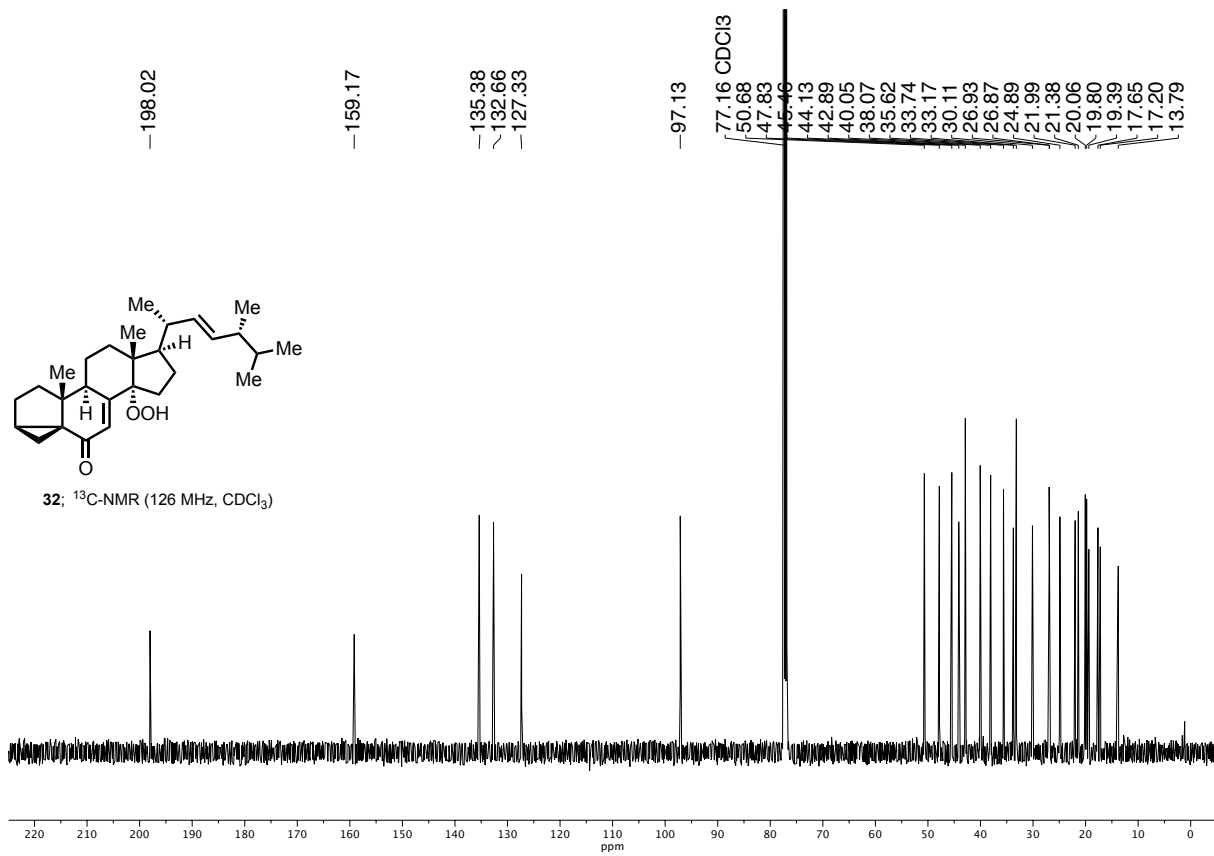 198.02
159.17
135.38
132.66
127.33
97.13
77.16 CDCl3
50.68
47.83
45.46
44.13
42.89
40.05
38.07
35.62
33.74
33.17
30.11
26.93
26.87
24.89
21.99
21.38
20.06
19.80
19.39
17.65
17.20
13.79
Me
Me
Me
H
Me
Me
Me
H
OOH
O
32; ¹³C-NMR (126 MHz, CDCl₃)
220 210 200 190 180 170 160 150 140 130 120 110 100 90 80 70 60 50 40 30 20 10 0
ppm